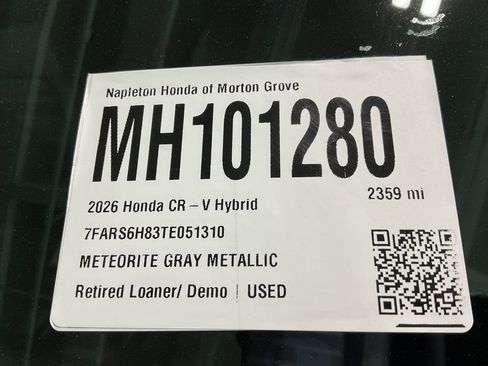 Napleton Honda of Morton Grove
MH101280
2359 mi
2026 Honda CR – V Hybrid
7FARS6H83TE051310
METEORITE GRAY METALLIC
Retired Loaner/ Demo | USED